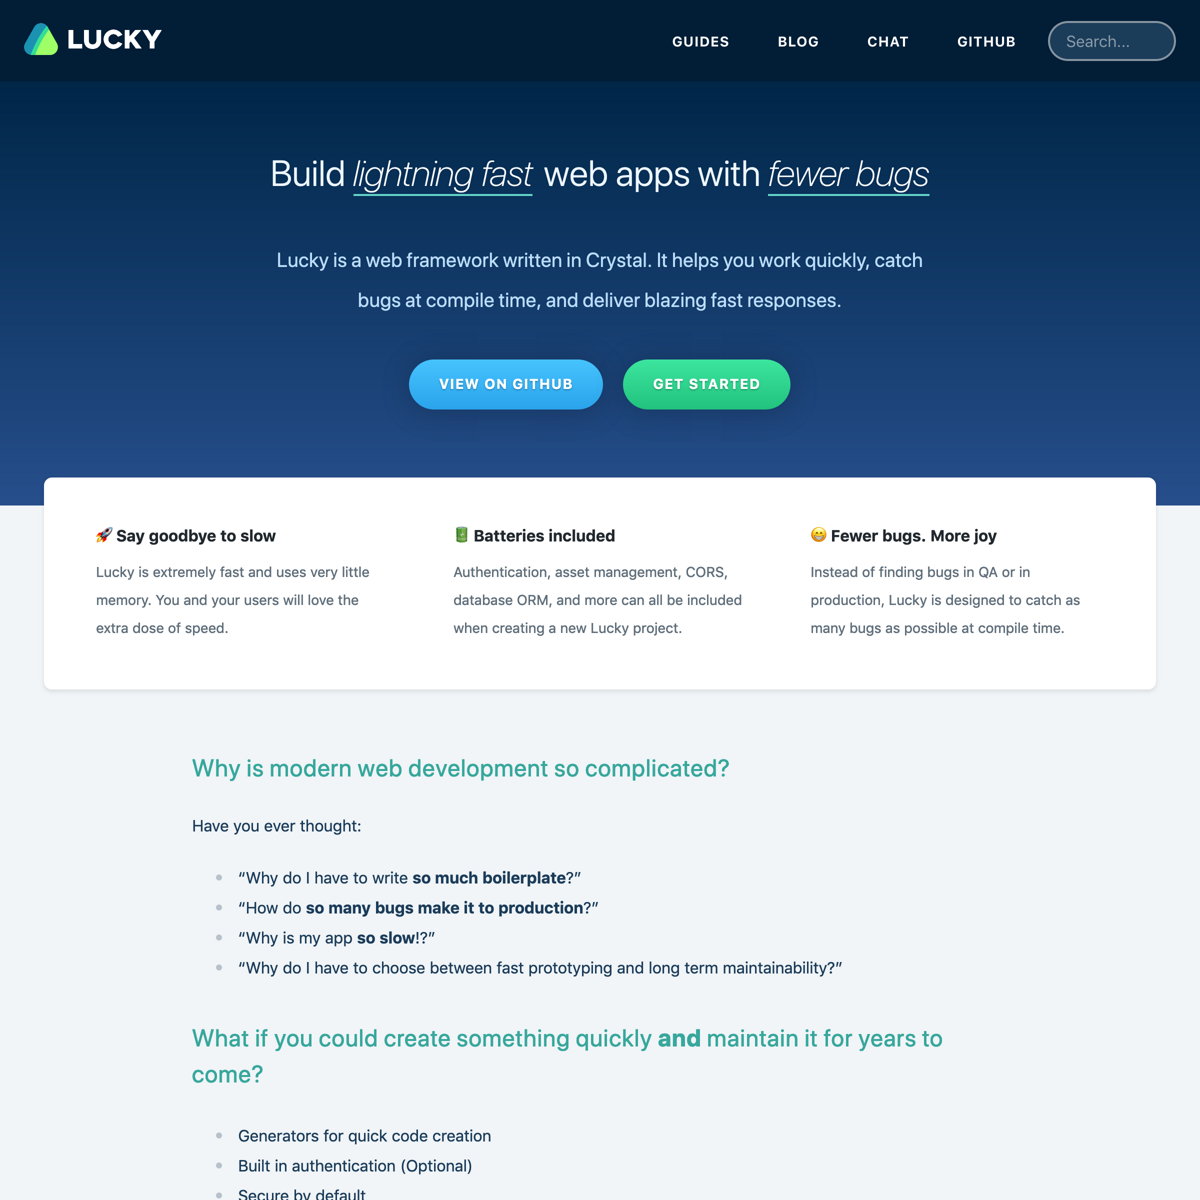 LUCKY
GUIDES BLOG CHAT GITHUB Search...
Build lightning fast web apps with fewer bugs
Lucky is a web framework written in Crystal. It helps you work quickly, catch
bugs at compile time, and deliver blazing fast responses.
VIEW ON GITHUB GET STARTED
🚀 Say goodbye to slow
Lucky is extremely fast and uses very little
memory. You and your users will love the
extra dose of speed.
🔋 Batteries included
Authentication, asset management, CORS,
database ORM, and more can all be included
when creating a new Lucky project.
😁 Fewer bugs. More joy
Instead of finding bugs in QA or in
production, Lucky is designed to catch as
many bugs as possible at compile time.
Why is modern web development so complicated?
Have you ever thought:
“Why do I have to write so much boilerplate?”
“How do so many bugs make it to production?”
“Why is my app so slow!?”
“Why do I have to choose between fast prototyping and long term maintainability?”
What if you could create something quickly and maintain it for years to
come?
Generators for quick code creation
Built in authentication (Optional)
Secure by default